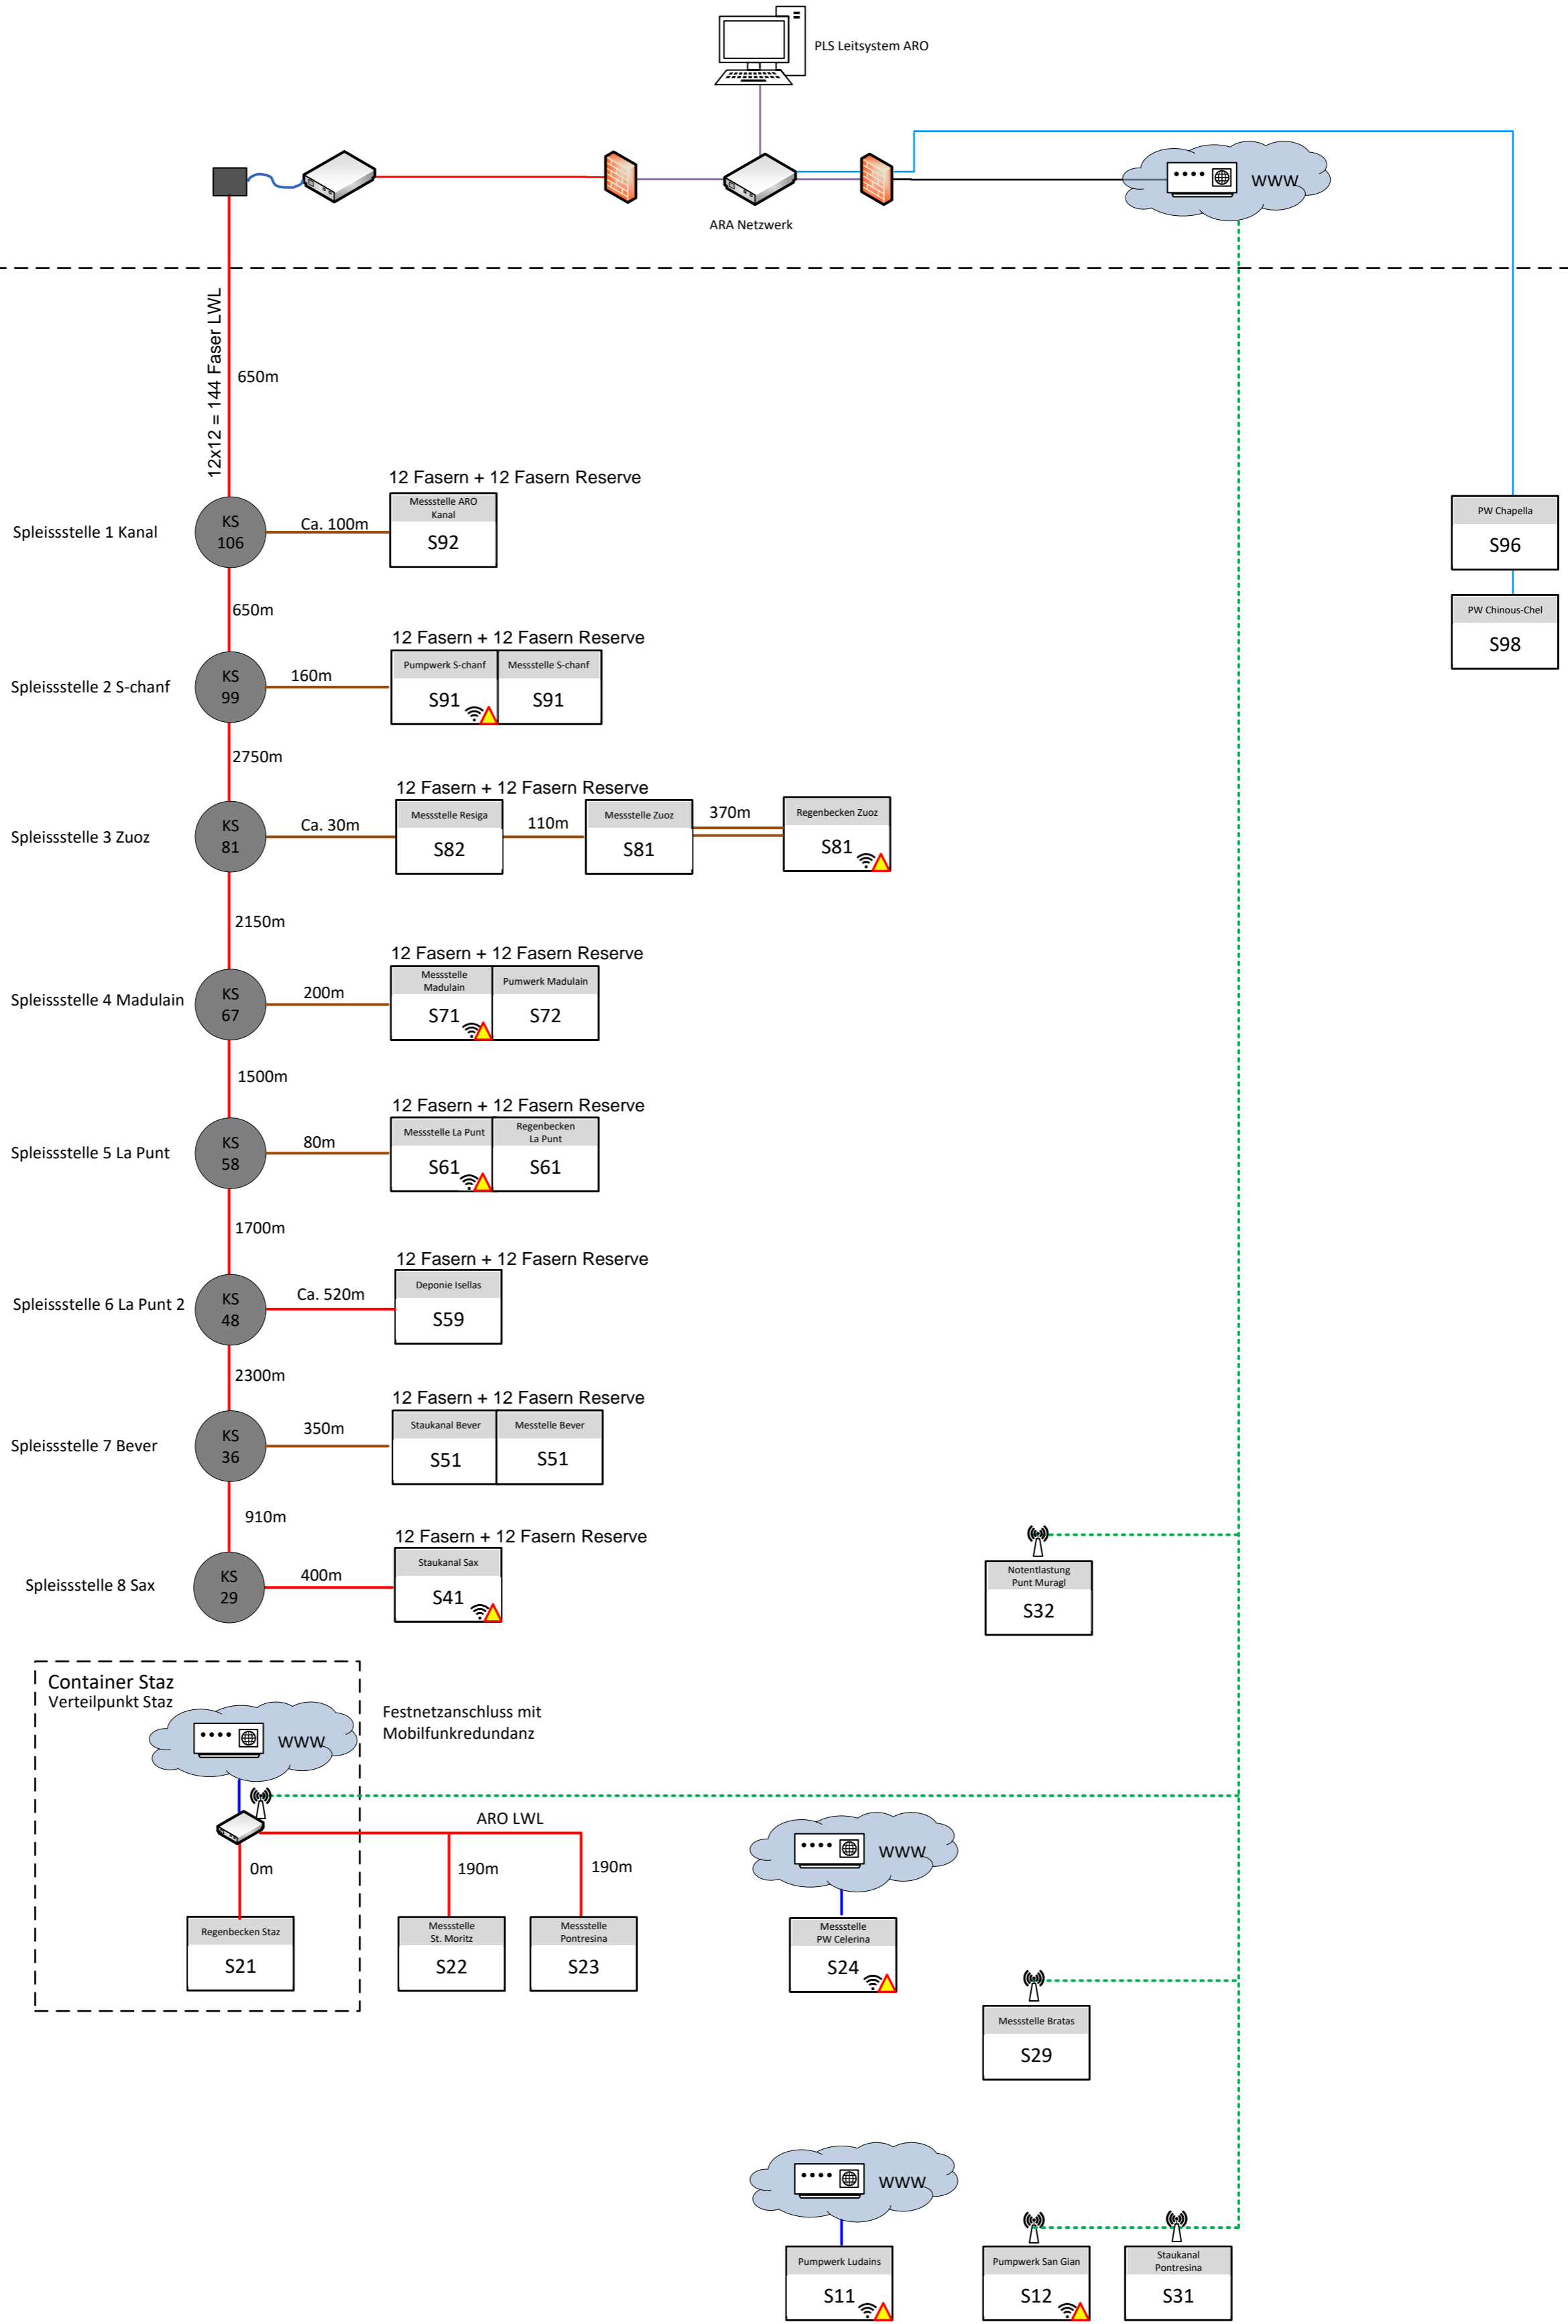 PLS Leitsystem ARO
WWW
ARA Netzwerk
12x12 = 144 Faser LWL
650m
12 Fasern + 12 Fasern Reserve
Messstelle ARO
Kanal
S92
Spleissstelle 1 Kanal
KS
106
Ca. 100m
PW Chapella
S96
650m
PW Chinous-Chel
S98
12 Fasern + 12 Fasern Reserve
Spleissstelle 2 S-chanf
KS
99
160m
Pumpwerk S-chanf
S91
Messstelle S-chanf
S91
2750m
12 Fasern + 12 Fasern Reserve
Spleissstelle 3 Zuoz
KS
81
Ca. 30m
Messstelle Resiga
S82
110m
Messstelle Zuoz
S81
370m
Regenbecken Zuoz
S81
2150m
12 Fasern + 12 Fasern Reserve
Spleissstelle 4 Madulain
KS
67
200m
Messstelle
Madulain
S71
Pumwerk Madulain
S72
1500m
12 Fasern + 12 Fasern Reserve
Spleissstelle 5 La Punt
KS
58
80m
Messstelle La Punt
S61
Regenbecken
La Punt
S61
1700m
12 Fasern + 12 Fasern Reserve
Spleissstelle 6 La Punt 2
KS
48
Ca. 520m
Deponie Isellas
S59
2300m
12 Fasern + 12 Fasern Reserve
Spleissstelle 7 Bever
KS
36
350m
Staukanal Bever
S51
Messtelle Bever
S51
910m
12 Fasern + 12 Fasern Reserve
Spleissstelle 8 Sax
KS
29
400m
Staukanal Sax
S41
Notentlastung
Punt Muragl
S32
Container Staz
Verteilpunkt Staz
WWW
Festnetzanschluss mit
Mobilfunkredundanz
ARO LWL
0m
190m
190m
Regenbecken Staz
S21
Messstelle
St. Moritz
S22
Messstelle
Pontresina
S23
WWW
Messstelle
PW Celerina
S24
Messstelle Bratas
S29
WWW
Pumpwerk Ludains
S11
Pumpwerk San Gian
S12
Staukanal
Pontresina
S31